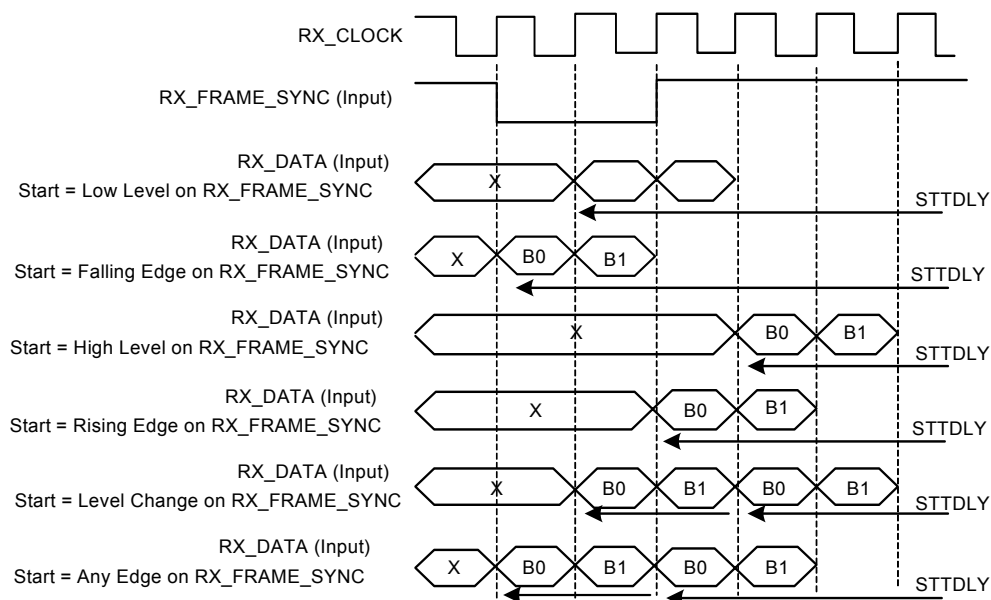 RX_CLOCK
RX_FRAME_SYNC (Input)
RX_DATA (Input)
Start = Low Level on RX_FRAME_SYNC
X
STTDLY
RX_DATA (Input)
Start = Falling Edge on RX_FRAME_SYNC
X B0 B1
STTDLY
RX_DATA (Input)
Start = High Level on RX_FRAME_SYNC
X B0 B1
STTDLY
RX_DATA (Input)
Start = Rising Edge on RX_FRAME_SYNC
X B0 B1
STTDLY
RX_DATA (Input)
Start = Level Change on RX_FRAME_SYNC
X B0 B1 B0 B1
STTDLY
RX_DATA (Input)
Start = Any Edge on RX_FRAME_SYNC
X B0 B1 B0 B1
STTDLY